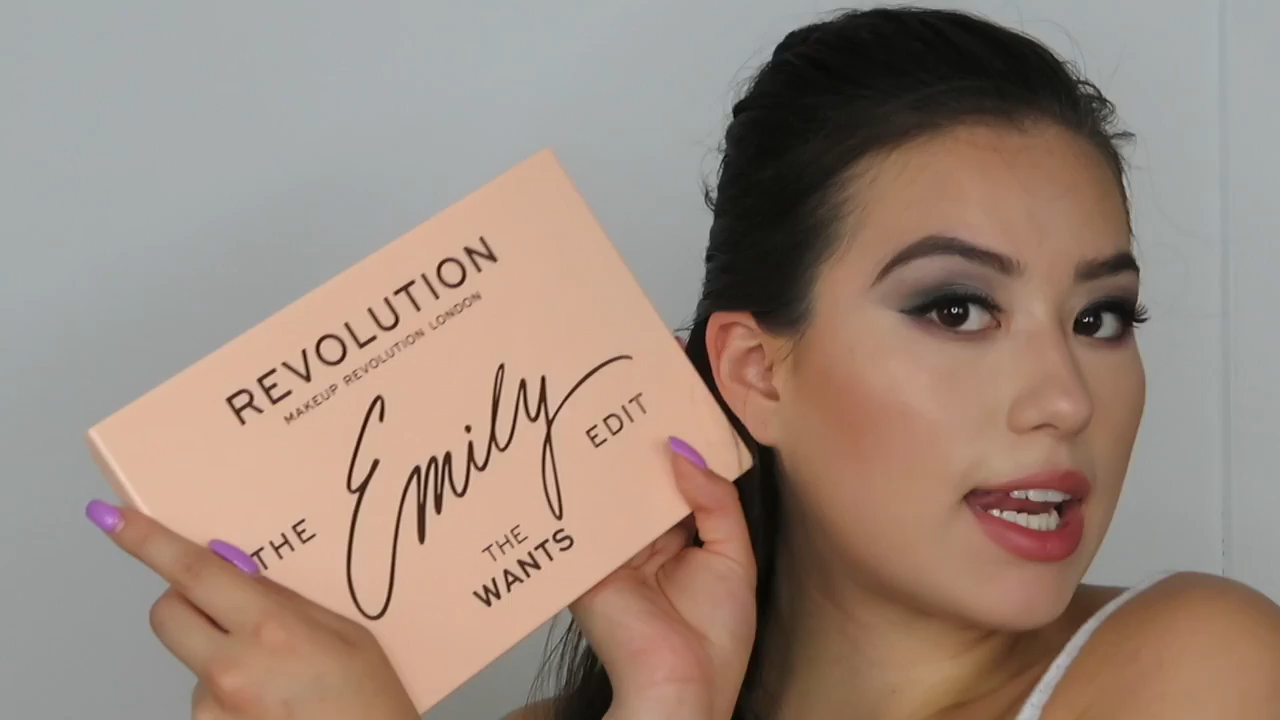 REVOLUTION
MAKEUP REVOLUTION LONDON
THE Emily EDIT
THE
WANTS